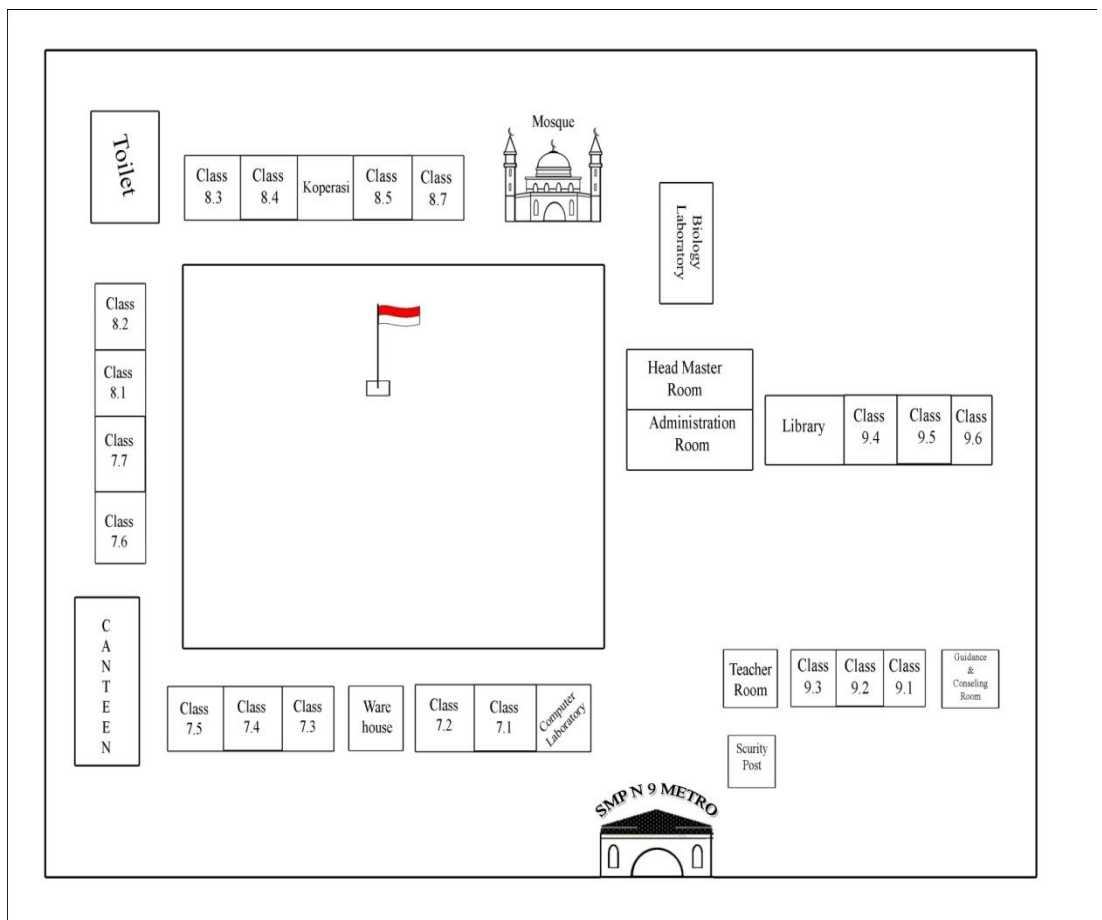 Mosque
Toilet
Class
8.3
Class
8.4
Koperasi
Class
8.5
Class
8.7
Biology
Laboratory
Class
8.2
Class
8.1
Class
7.7
Class
7.6
Head Master
Room
Administration
Room
Library
Class
9.4
Class
9.5
Class
9.6
CANTEEN
Class
7.5
Class
7.4
Class
7.3
Ware
house
Class
7.2
Class
7.1
Computer
Laboratory
Teacher
Room
Class
9.3
Class
9.2
Class
9.1
Guidance
&
Conseling
Room
Scurity
Post
SMP N 9 METRO